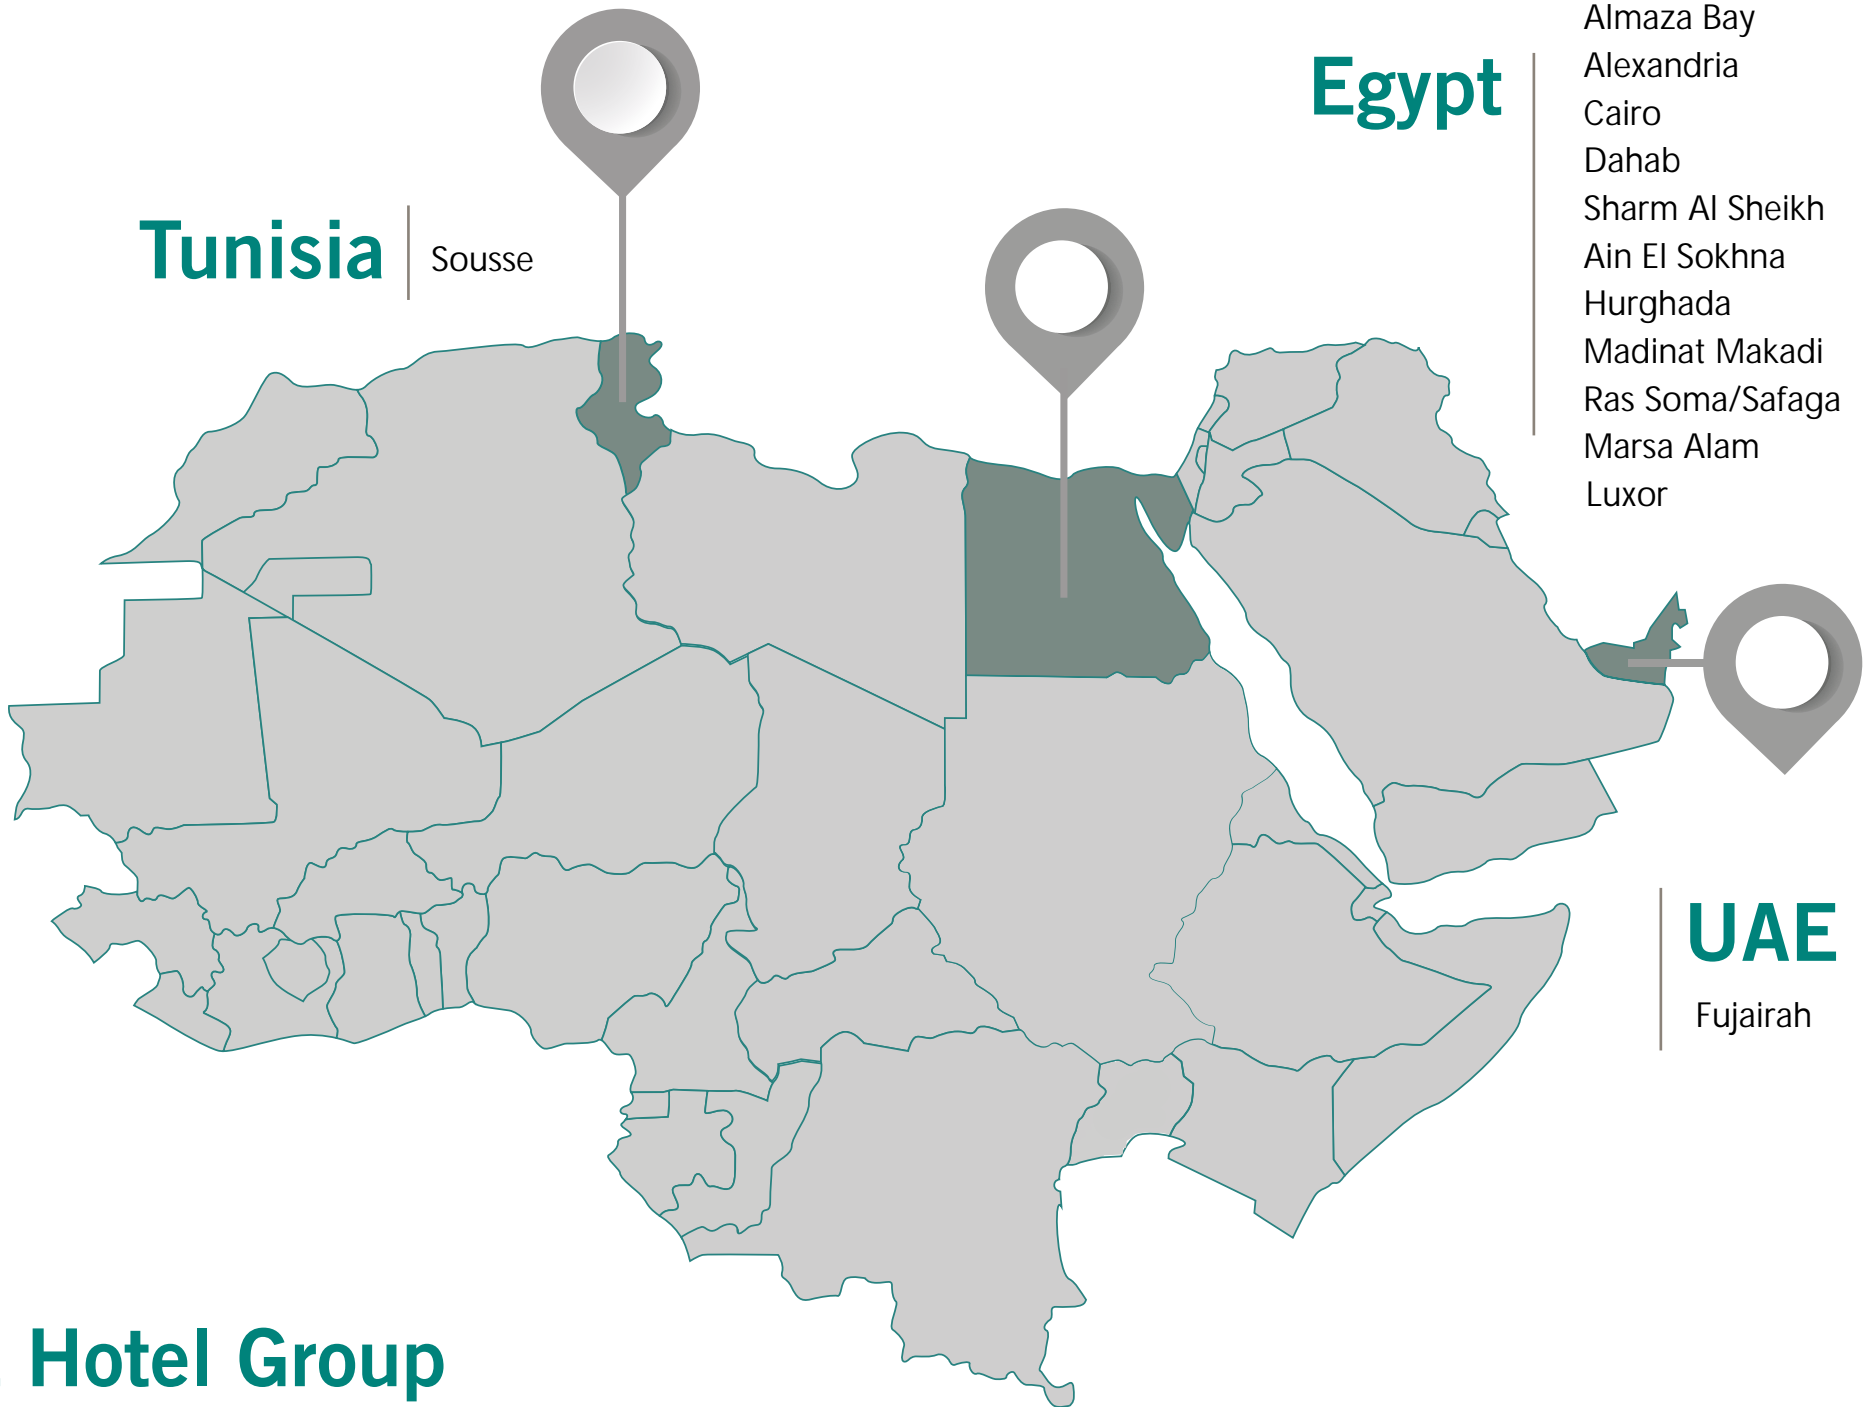 Almaza Bay
Egypt
Alexandria
Cairo
Dahab
Sharm Al Sheikh
Ain El Sokhna
Hurghada
Madinat Makadi
Ras Soma/Safaga
Marsa Alam
Luxor
Tunisia
Sousse
UAE
Fujairah
Hotel Group